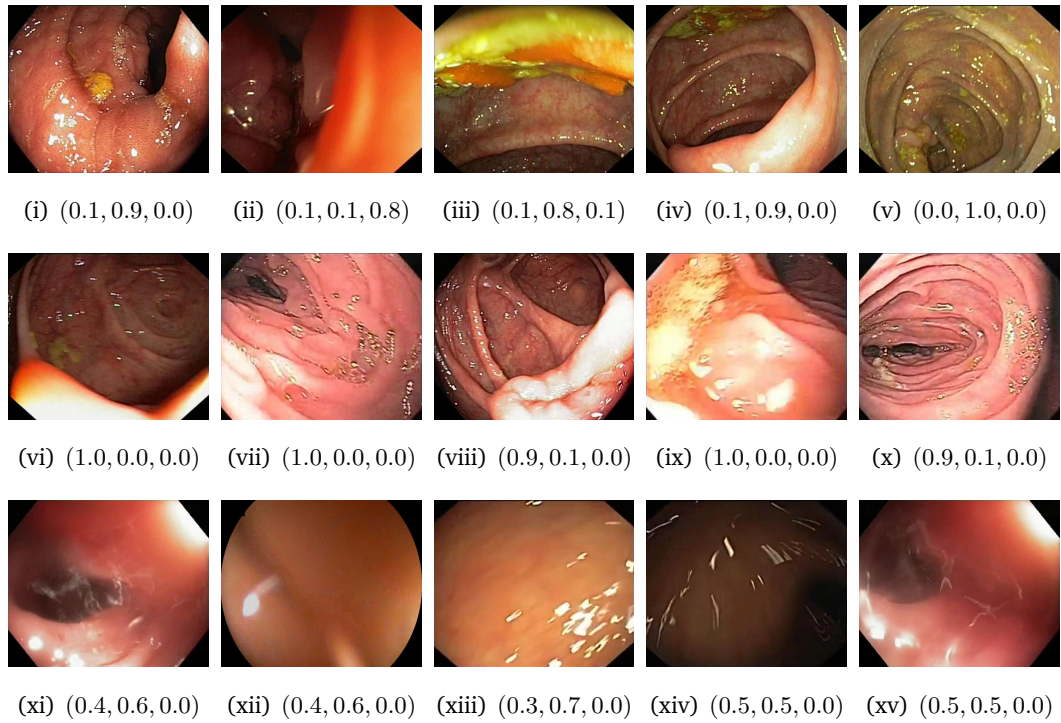 (i) (0.1, 0.9, 0.0) (ii) (0.1, 0.1, 0.8) (iii) (0.1, 0.8, 0.1) (iv) (0.1, 0.9, 0.0) (v) (0.0, 1.0, 0.0)
(vi) (1.0, 0.0, 0.0) (vii) (1.0, 0.0, 0.0) (viii) (0.9, 0.1, 0.0) (ix) (1.0, 0.0, 0.0) (x) (0.9, 0.1, 0.0)
(xi) (0.4, 0.6, 0.0) (xii) (0.4, 0.6, 0.0) (xiii) (0.3, 0.7, 0.0) (xiv) (0.5, 0.5, 0.0) (xv) (0.5, 0.5, 0.0)